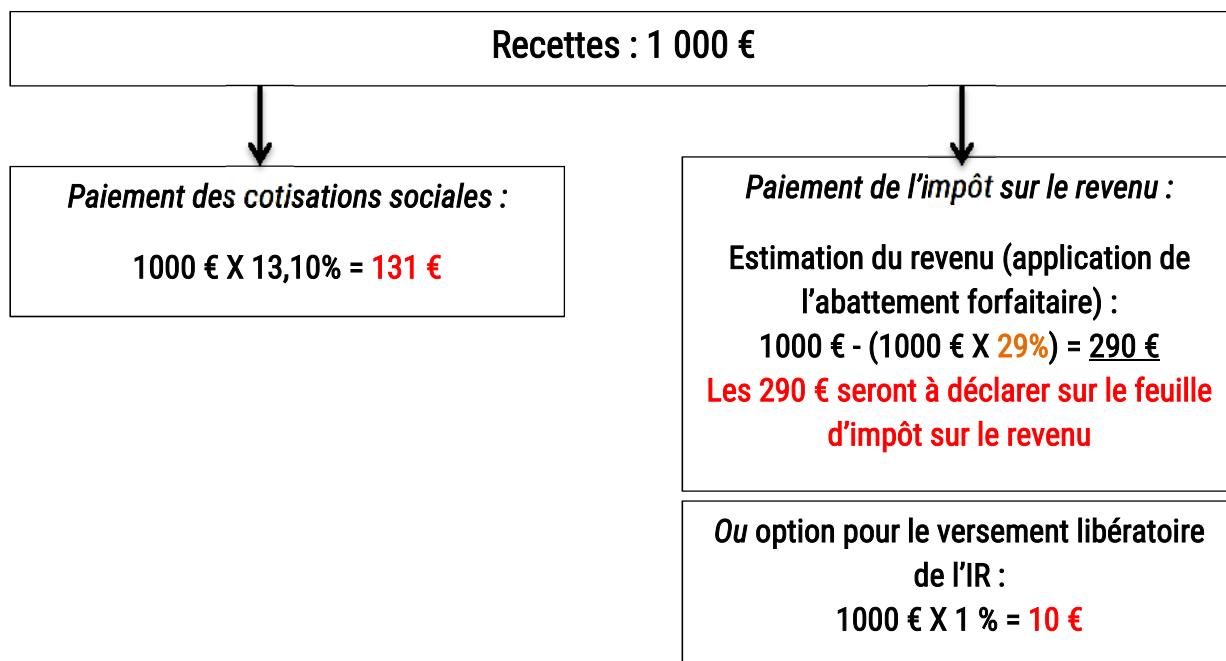 Recettes : 1 000 €
Paiement des cotisations sociales :
1000 € X 13,10% = 131 €
Paiement de l’impôt sur le revenu :
Estimation du revenu (application de
l’abattement forfaitaire) :
1000 € - (1000 € X 29%) = 290 €
Les 290 € seront à déclarer sur le feuille
d’impôt sur le revenu
Ou option pour le versement libératoire
de l’IR :
1000 € X 1 % = 10 €